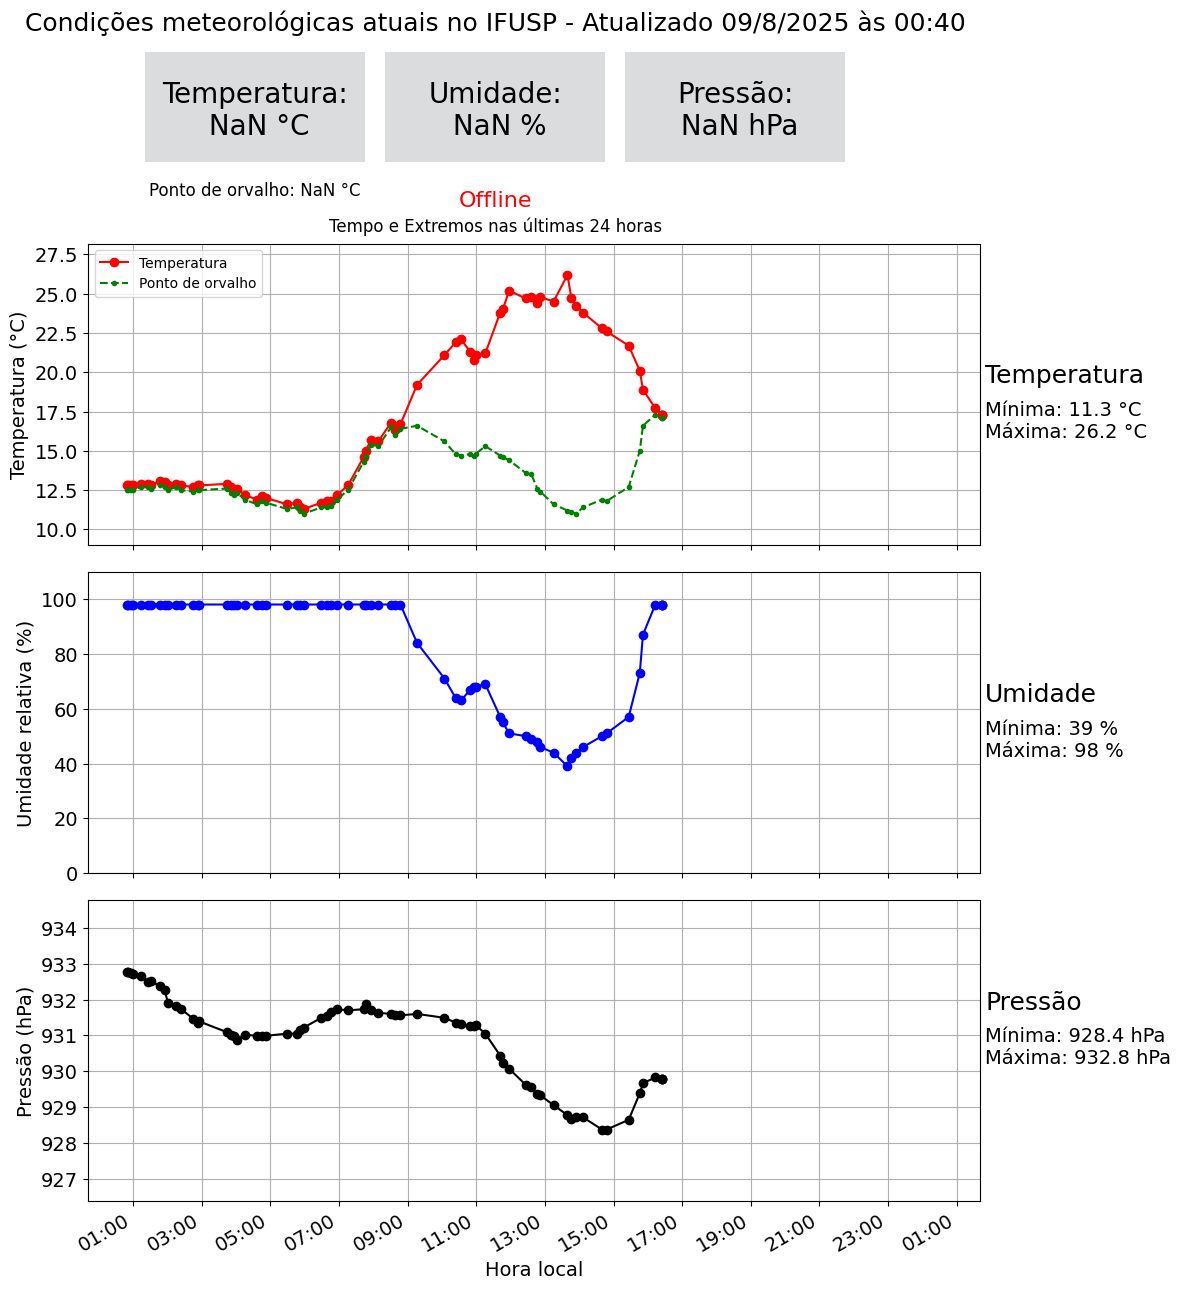 Condições meteorológicas atuais no IFUSP - Atualizado 09/8/2025 às 00:40
Temperatura:
NaN °C
Umidade:
NaN %
Pressão:
NaN hPa
Ponto de orvalho: NaN °C
Offline
Tempo e Extremos nas últimas 24 horas
Temperatura
Ponto de orvalho
27.5
25.0
22.5
20.0
17.5
15.0
12.5
10.0
Temperatura (°C)
Temperatura
Mínima: 11.3 °C
Máxima: 26.2 °C
100
80
60
40
20
0
Umidade relativa (%)
Umidade
Mínima: 39 %
Máxima: 98 %
934
933
932
931
930
929
928
927
Pressão (hPa)
Pressão
Mínima: 928.4 hPa
Máxima: 932.8 hPa
01:00
03:00
05:00
07:00
09:00
11:00
13:00
15:00
17:00
19:00
21:00
23:00
01:00
Hora local